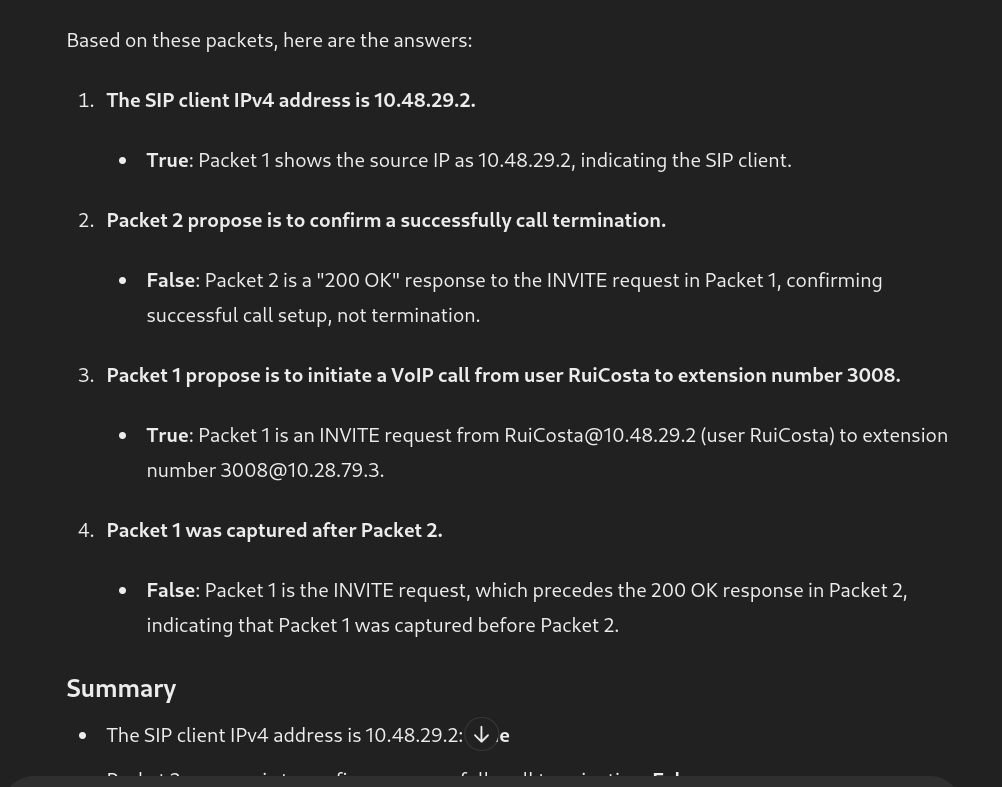 Based on these packets, here are the answers:
1. The SIP client IPv4 address is 10.48.29.2.
• True: Packet 1 shows the source IP as 10.48.29.2, indicating the SIP client.
2. Packet 2 propose is to confirm a successfully call termination.
• False: Packet 2 is a "200 OK" response to the INVITE request in Packet 1, confirming
successful call setup, not termination.
3. Packet 1 propose is to initiate a VoIP call from user RuiCosta to extension number 3008.
• True: Packet 1 is an INVITE request from RuiCosta@10.48.29.2 (user RuiCosta) to extension
number 3008@10.28.79.3.
4. Packet 1 was captured after Packet 2.
• False: Packet 1 is the INVITE request, which precedes the 200 OK response in Packet 2,
indicating that Packet 1 was captured before Packet 2.
Summary
• The SIP client IPv4 address is 10.48.29.2: